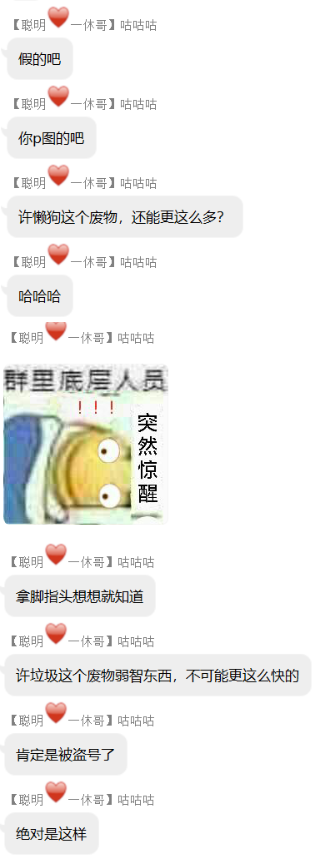 【聪明❤一休哥】咕咕咕
假的吧
【聪明❤一休哥】咕咕咕
你p图的吧
【聪明❤一休哥】咕咕咕
许懒狗这个废物，还能更这么多？
【聪明❤一休哥】咕咕咕
哈哈哈
【聪明❤一休哥】咕咕咕
群里底层人员
！！！
突然惊醒
【聪明❤一休哥】咕咕咕
拿脚指头想想就知道
【聪明❤一休哥】咕咕咕
许垃圾这个废物弱智东西，不可能更这么快的
【聪明❤一休哥】咕咕咕
肯定是被盗号了
【聪明❤一休哥】咕咕咕
绝对是这样